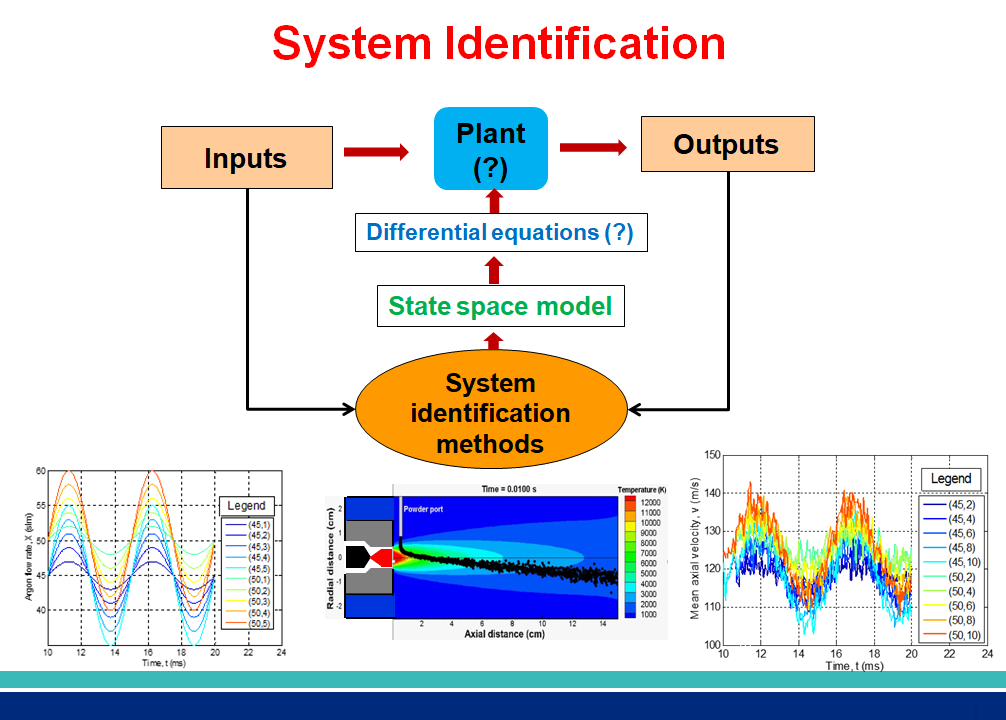 System Identification
Inputs
Plant
(?)
Outputs
Differential equations (?)
State space model
System
identification
methods
60
55
50
45
40
10 12 14 16 18 20 22 24
Argon flow rate, X (slm)
Time, t (ms)
Legend
(45,1)
(45,2)
(45,3)
(45,4)
(45,5)
(50,1)
(50,2)
(50,3)
(50,4)
(50,5)
Time = 0.0100 s
Powder port
2
1
0
-1
-2
Radial distance (cm)
2 4 6 8 10 12 14
Axial distance (cm)
Temperature (K)
12000
11000
10000
9000
8000
7000
6000
5000
4000
3000
2000
1000
150
140
130
120
110
100
Mean axial velocity, v (m/s)
10 12 14 16 18 20 22 24
Time, t (ms)
Legend
(45,2)
(45,4)
(45,6)
(45,8)
(45,10)
(50,2)
(50,4)
(50,6)
(50,8)
(50,10)